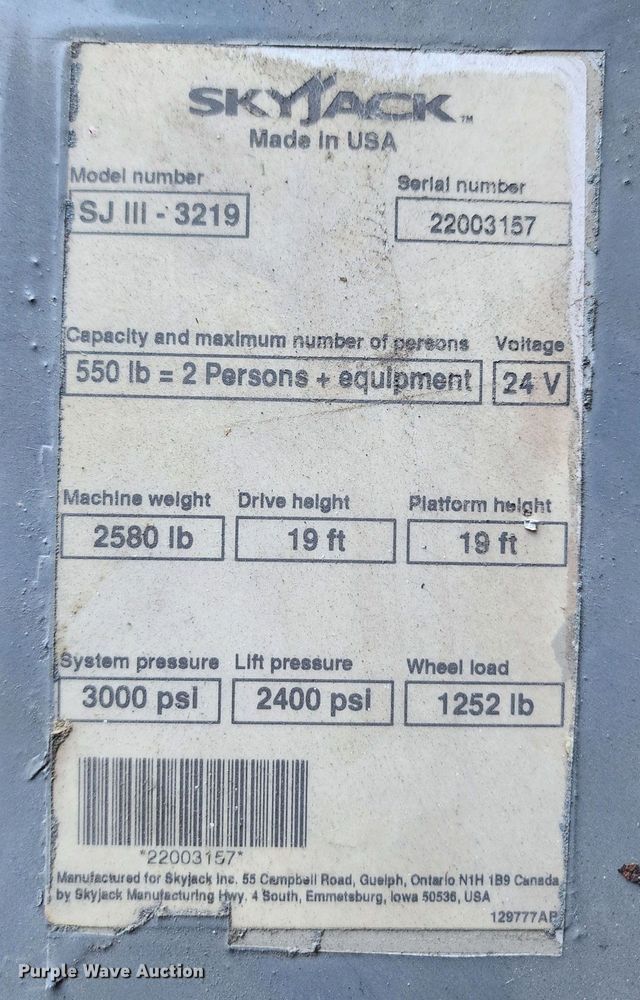 SKYJACK™
Made in USA
Model number
SJ III - 3219
Serial number
22003157
Capacity and maximum number of persons
550 lb = 2 Persons + equipment
Voltage
24 V
Machine weight
2580 lb
Drive height
19 ft
Platform height
19 ft
System pressure
3000 psi
Lift pressure
2400 psi
Wheel load
1252 lb
*22003157*
Manufactured for Skyjack Inc. 55 Campbell Road, Guelph, Ontario N1H 1B9 Canada
by Skyjack Manufacturing Hwy. 4 South, Emmetsburg, Iowa 50536, USA
129777AP
Purple Wave Auction